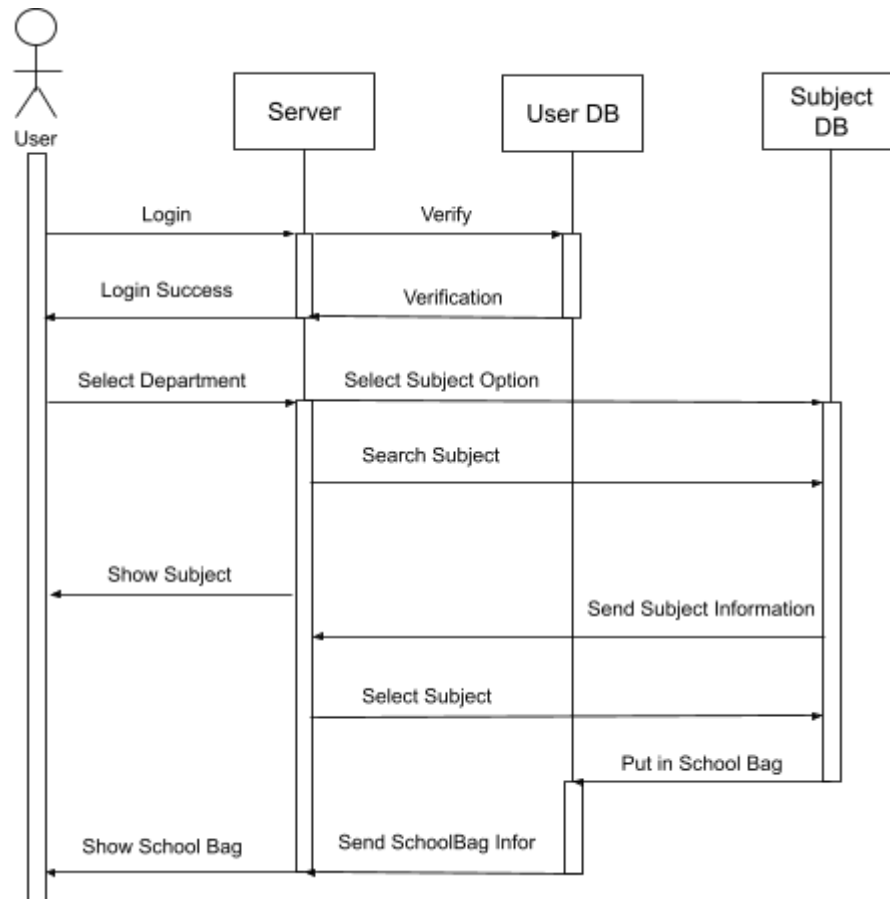 User
Server
User DB
Subject
DB
Login
Verify
Login Success
Verification
Select Department
Select Subject Option
Search Subject
Show Subject
Send Subject Information
Select Subject
Put in School Bag
Show School Bag
Send SchoolBag Infor